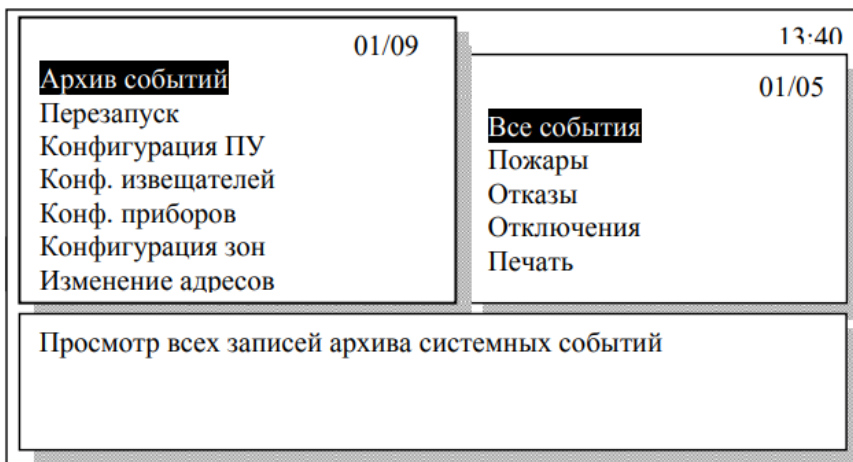 01/09
Архив событий
Перезапуск
Конфигурация ПУ
Конф. извещателей
Конф. приборов
Конфигурация зон
Изменение адресов
13:40
01/05
Все события
Пожары
Отказы
Отключения
Печать
Просмотр всех записей архива системных событий